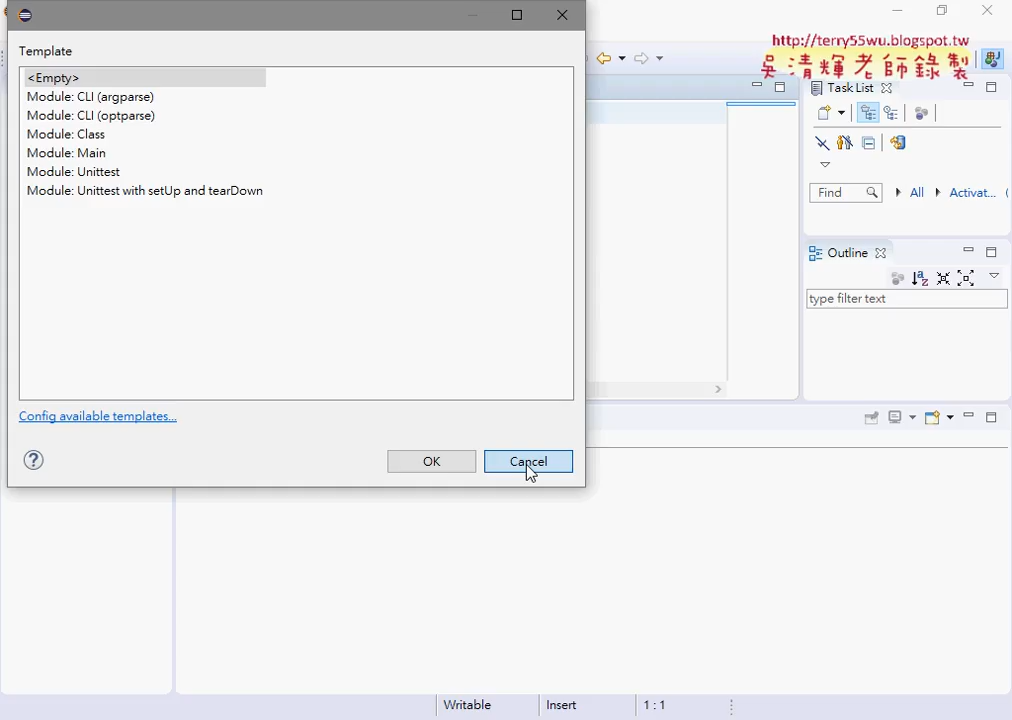 Template
<Empty>
Module: CLI (argparse)
Module: CLI (optparse)
Module: Class
Module: Main
Module: Unittest
Module: Unittest with setUp and tearDown
Config available templates...
?
OK
Cancel
http://terry55wu.blogspot.tw
吳清輝老師錄製
Task List
Find
All
Activat...
Outline
type filter text
Writable
Insert
1 : 1